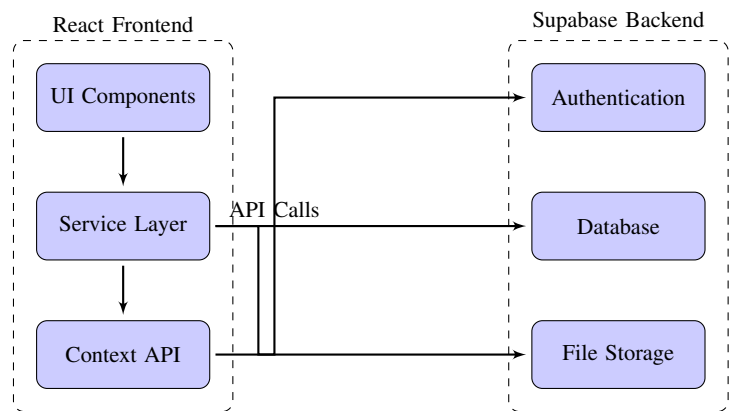 React Frontend
Supabase Backend
UI Components
Authentication
Service Layer
API Calls
Database
Context API
File Storage